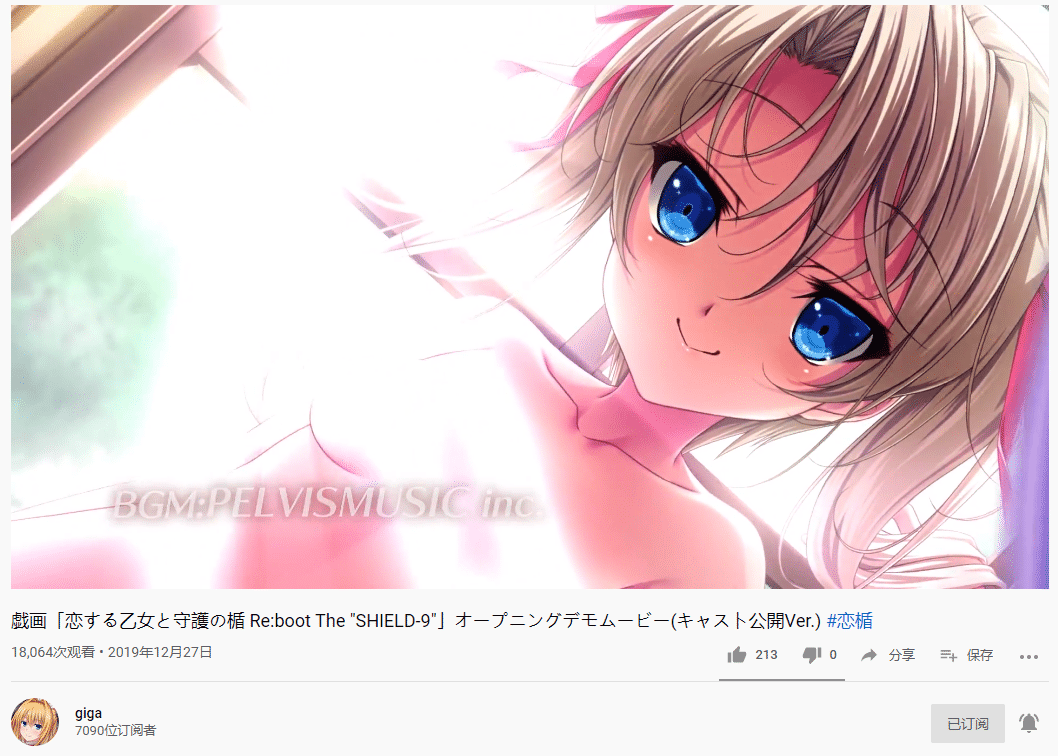 BGM:PELVISMUSIC inc.
戯画「恋する乙女と守護の楯 Re:boot The "SHIELD-9"」オープニングデモムービー(キャスト公開Ver.) #恋楯
18,064次观看 • 2019年12月27日
213 0 分享 保存
giga
7090位订阅者
已订阅